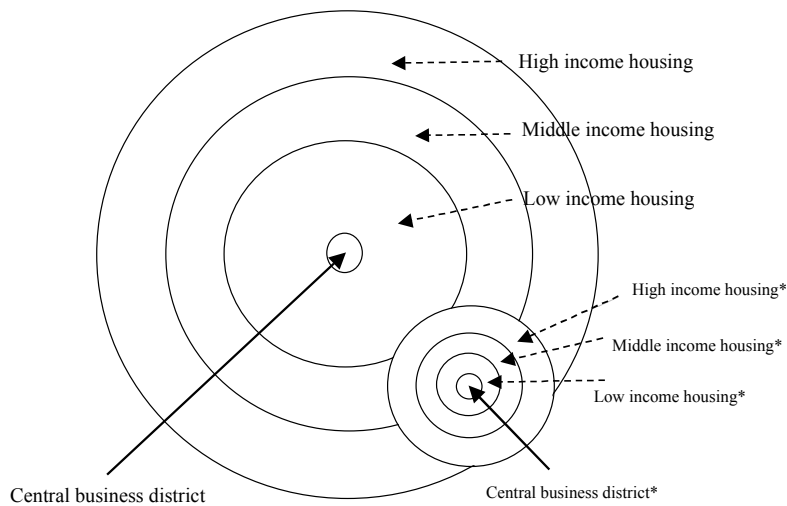 High income housing
Middle income housing
Low income housing
High income housing*
Middle income housing*
Low income housing*
Central business district
Central business district*